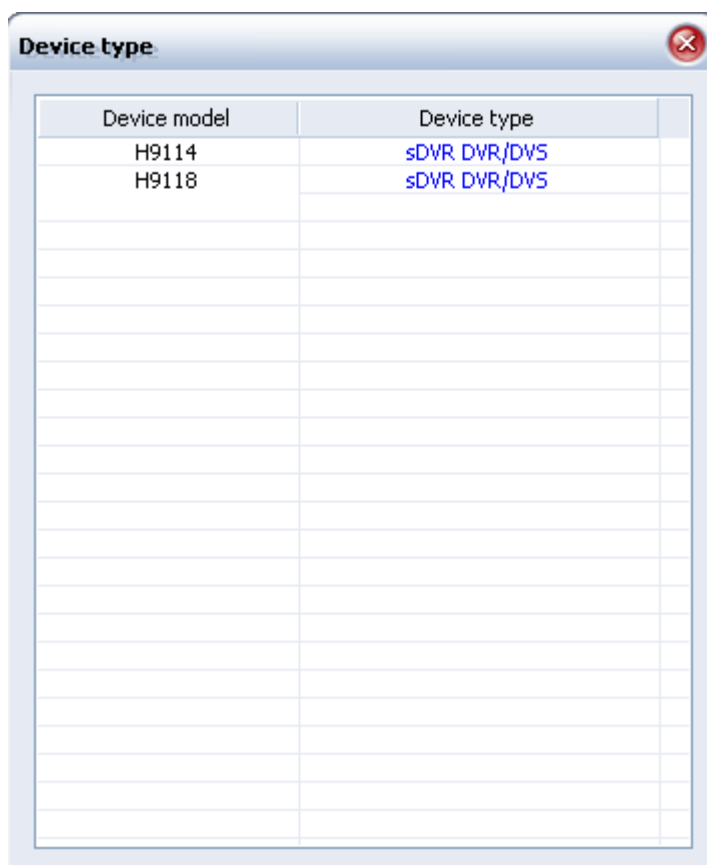 Device type
Device model Device type
H9114 sDVR DVR/DVS
H9118 sDVR DVR/DVS